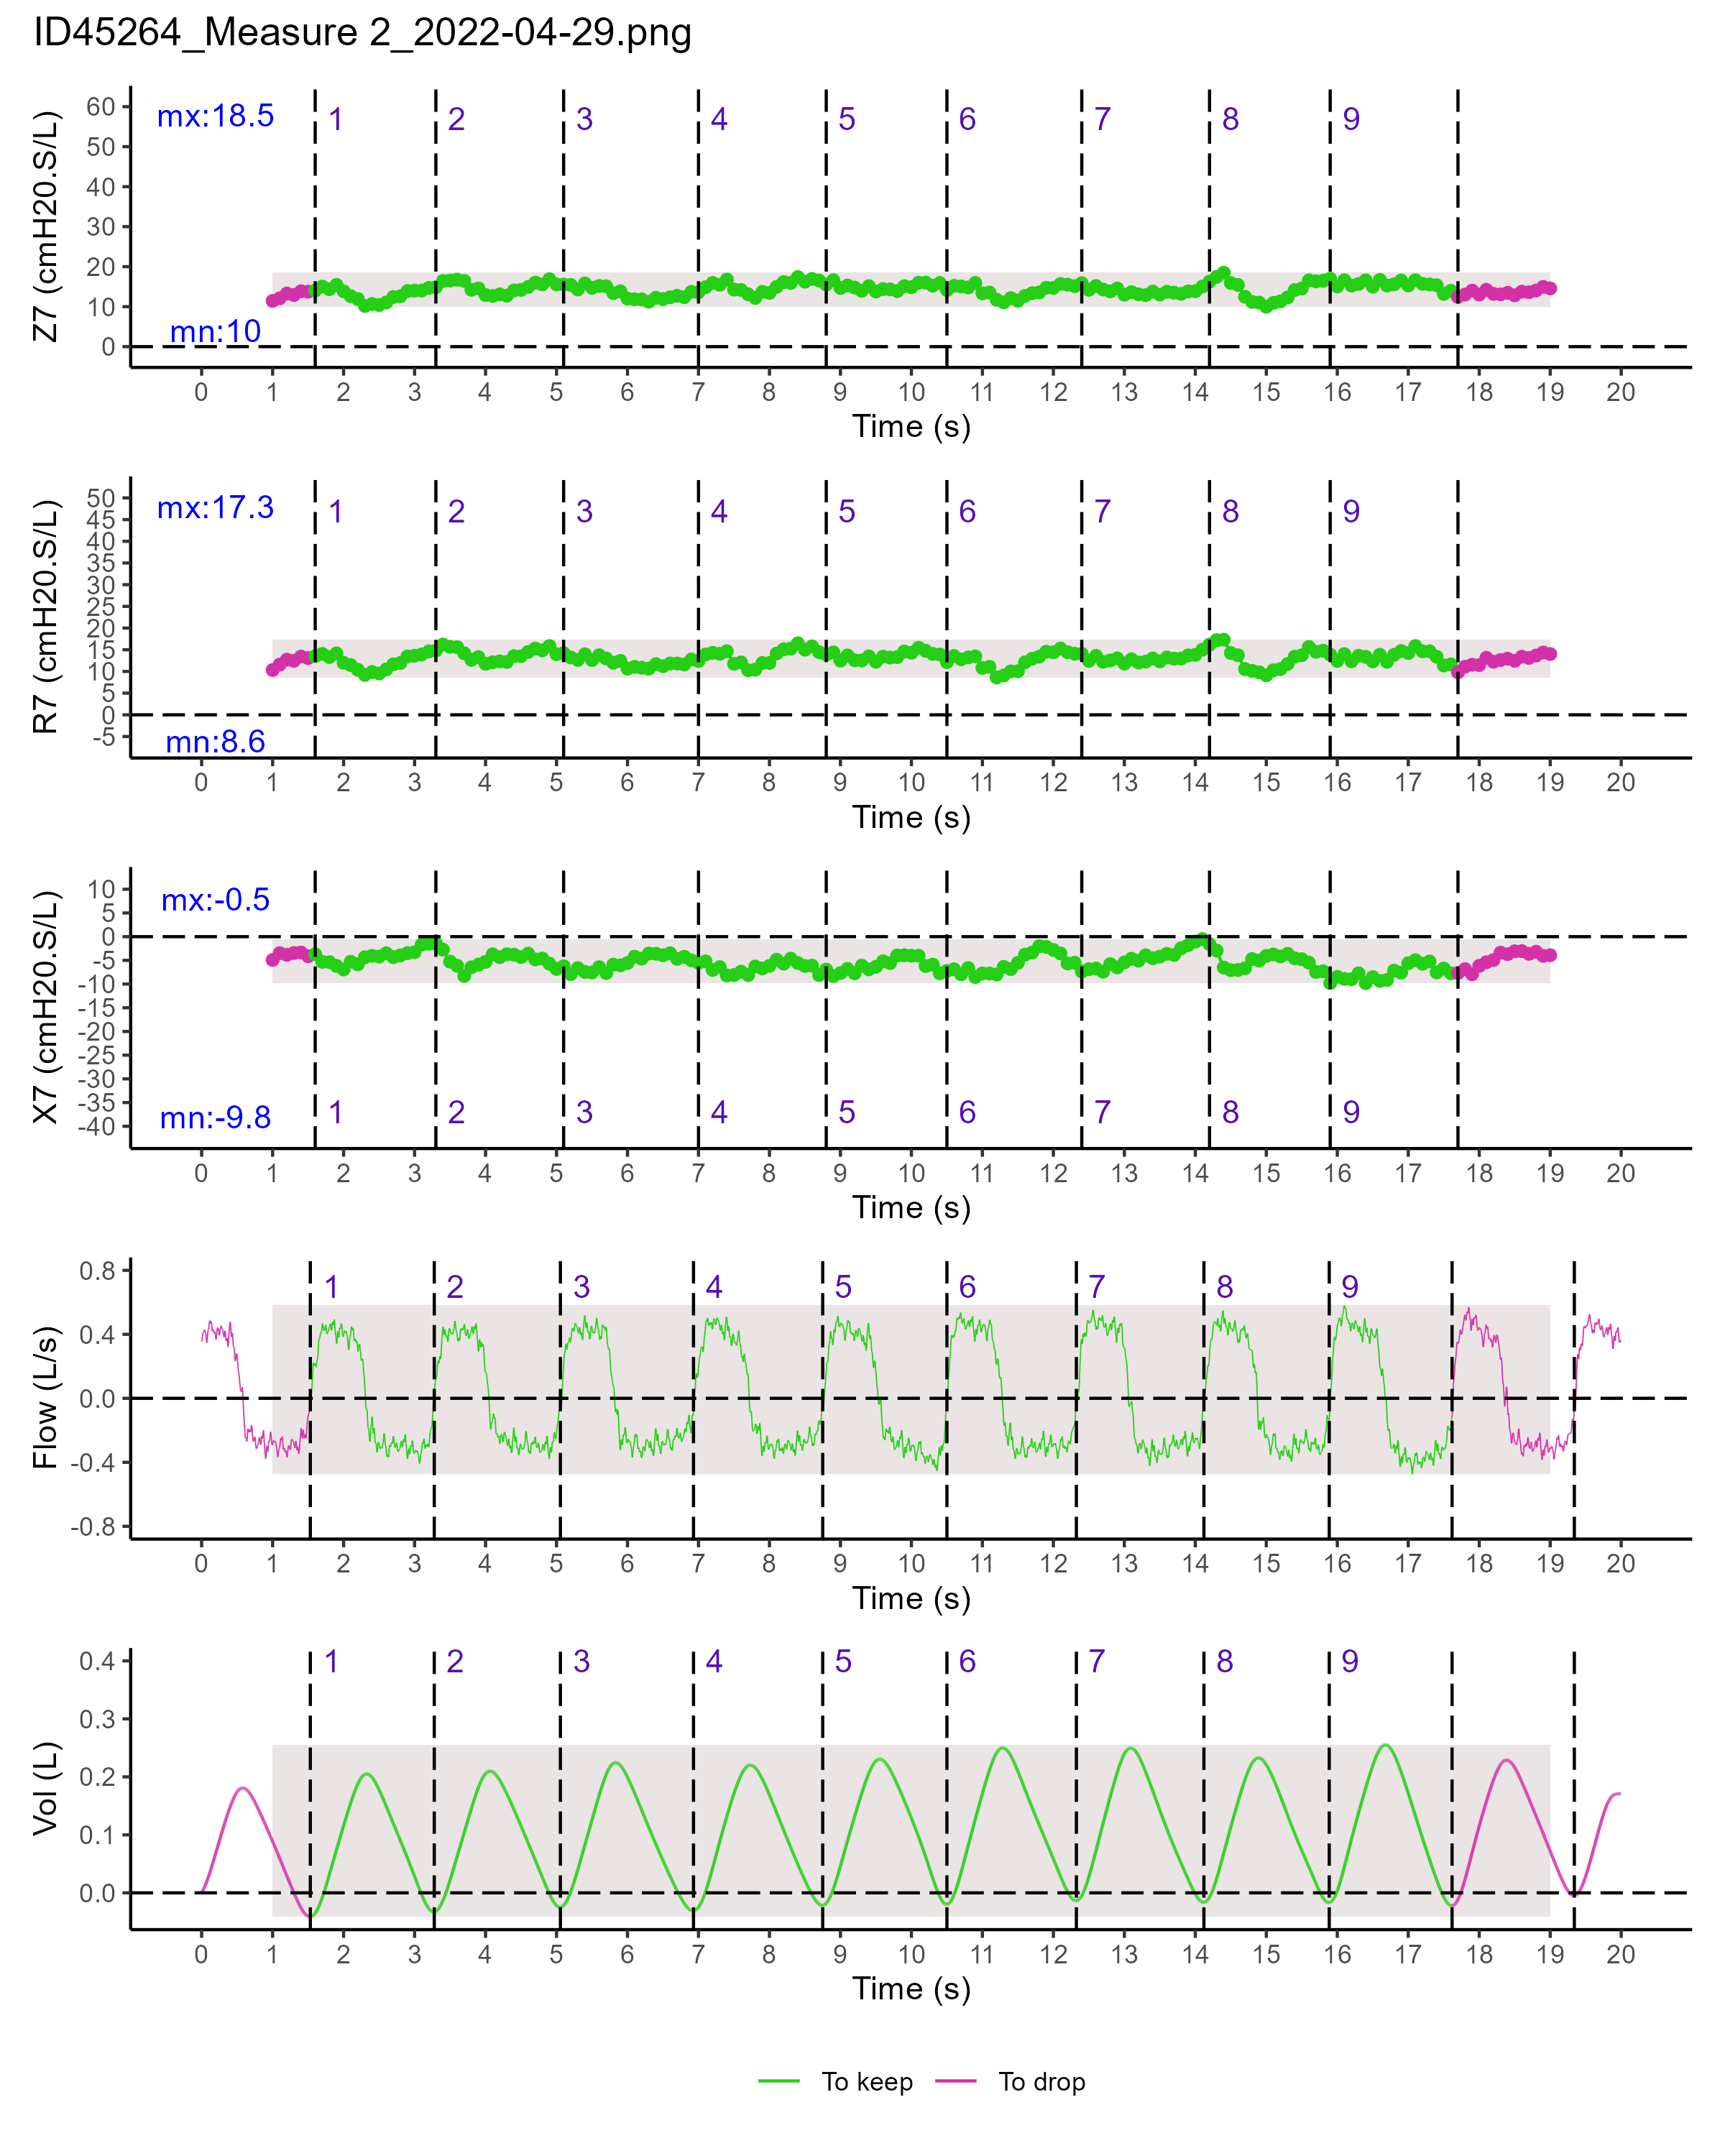 ID45264_Measure 2_2022-04-29.png
Z7 (cmH20.S/L)
60
50
40
30
20
10
0
mx:18.5
mn:10
1 2 3 4 5 6 7 8 9
0 1 2 3 4 5 6 7 8 9 10 11 12 13 14 15 16 17 18 19 20
Time (s)
R7 (cmH20.S/L)
50
45
40
35
30
25
20
15
10
5
0
-5
mx:17.3
mn:8.6
1 2 3 4 5 6 7 8 9
0 1 2 3 4 5 6 7 8 9 10 11 12 13 14 15 16 17 18 19 20
Time (s)
X7 (cmH20.S/L)
10
5
0
-5
-10
-15
-20
-25
-30
-35
-40
mx:-0.5
mn:-9.8
1 2 3 4 5 6 7 8 9
0 1 2 3 4 5 6 7 8 9 10 11 12 13 14 15 16 17 18 19 20
Time (s)
Flow (L/s)
0.8
0.4
0.0
-0.4
-0.8
1 2 3 4 5 6 7 8 9
0 1 2 3 4 5 6 7 8 9 10 11 12 13 14 15 16 17 18 19 20
Time (s)
Vol (L)
0.4
0.3
0.2
0.1
0.0
1 2 3 4 5 6 7 8 9
0 1 2 3 4 5 6 7 8 9 10 11 12 13 14 15 16 17 18 19 20
Time (s)
To keep To drop